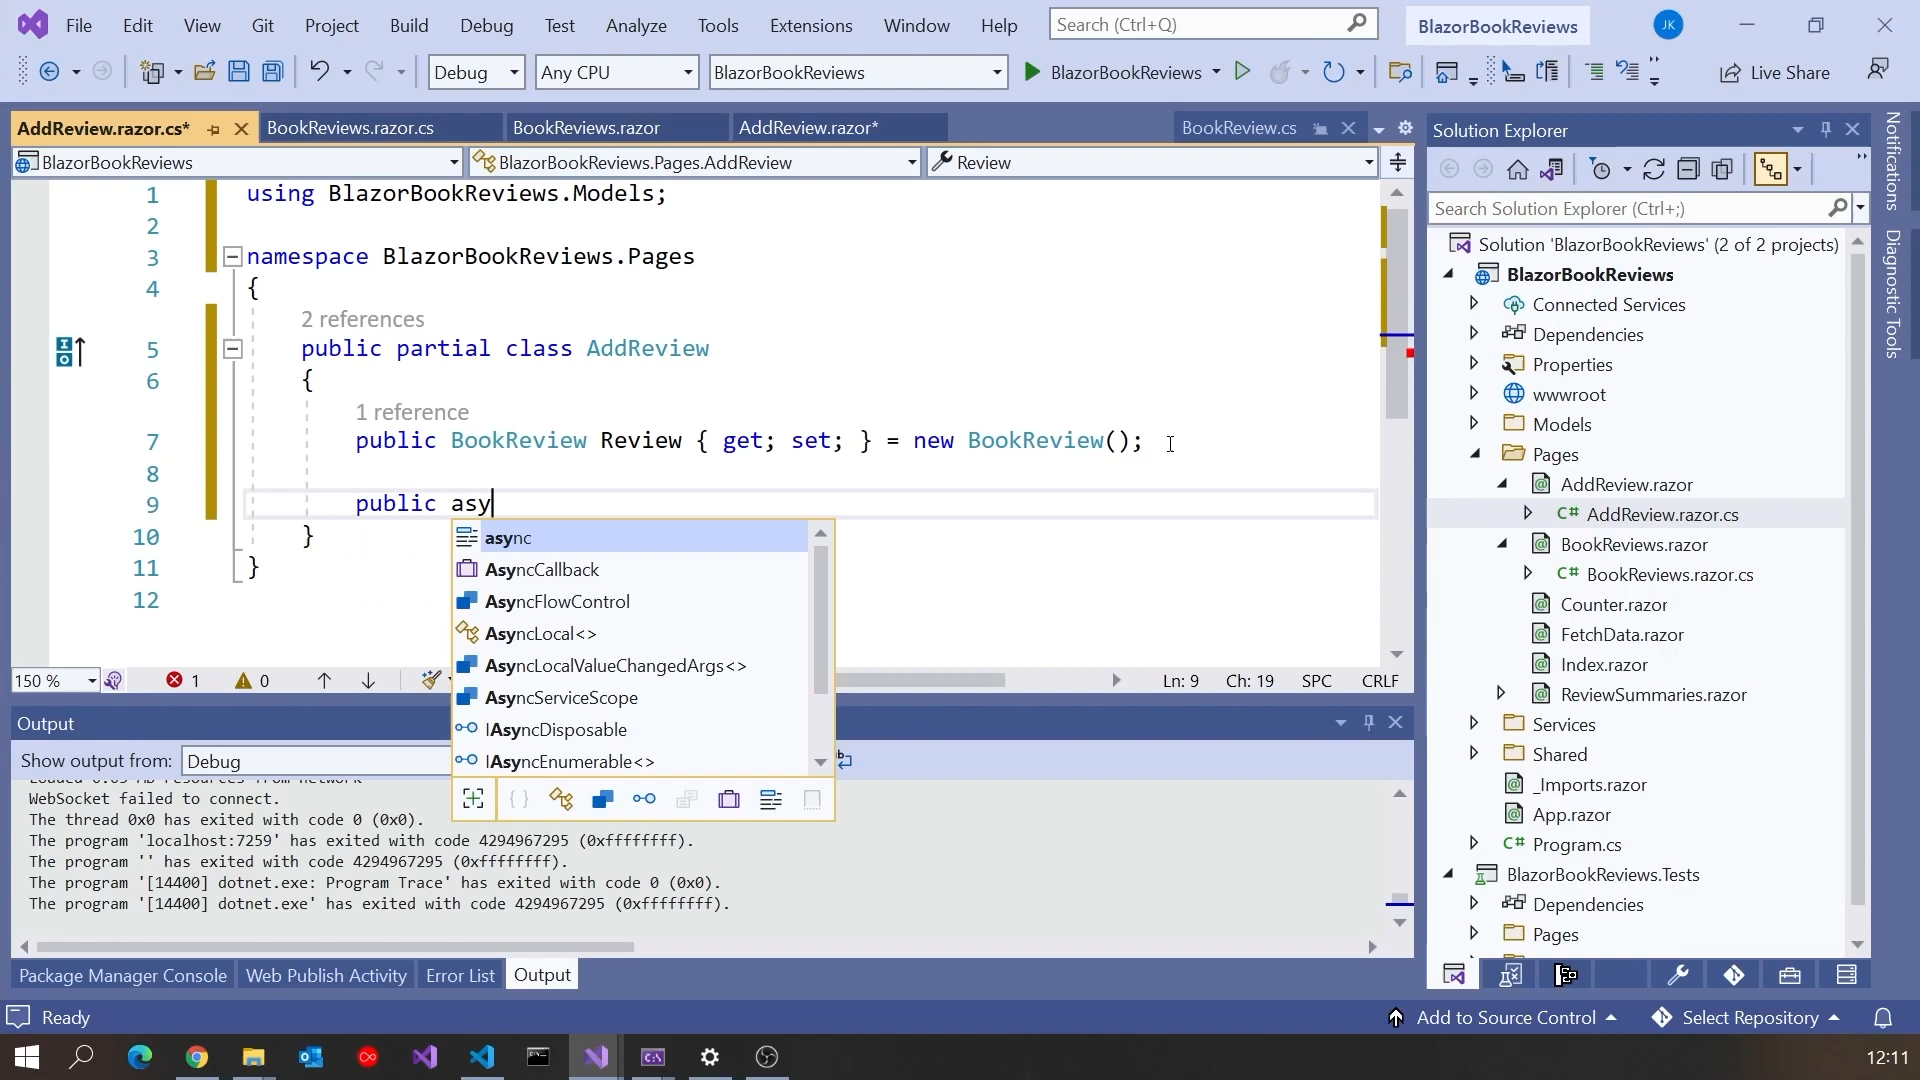 File Edit View Git Project Build Debug Test Analyze Tools Extensions Window Help Search (Ctrl+Q) BlazorBookReviews JK
Debug Any CPU BlazorBookReviews BlazorBookReviews Live Share
AddReview.razor.cs* BookReviews.razor.cs BookReviews.razor AddReview.razor* BookReview.cs
BlazorBookReviews BlazorBookReviews.Pages.AddReview Review
1 using BlazorBookReviews.Models;
2
3 namespace BlazorBookReviews.Pages
4 {
2 references
5 public partial class AddReview
6 {
1 reference
7 public BookReview Review { get; set; } = new BookReview();
8
9 public asy
10 }
11 }
12
async
AsyncCallback
AsyncFlowControl
AsyncLocal<>
AsyncLocalValueChangedArgs<>
AsyncServiceScope
IAsyncDisposable
IAsyncEnumerable<>
150 % 1 0 Ln: 9 Ch: 19 SPC CRLF
Output
Show output from: Debug
WebSocket failed to connect.
The thread 0x0 has exited with code 0 (0x0).
The program 'localhost:7259' has exited with code 4294967295 (0xffffffff).
The program '' has exited with code 4294967295 (0xffffffff).
The program '[14400] dotnet.exe: Program Trace' has exited with code 0 (0x0).
The program '[14400] dotnet.exe' has exited with code 4294967295 (0xffffffff).
Package Manager Console Web Publish Activity Error List Output
Solution Explorer
Search Solution Explorer (Ctrl+;)
Solution 'BlazorBookReviews' (2 of 2 projects)
BlazorBookReviews
Connected Services
Dependencies
Properties
wwwroot
Models
Pages
AddReview.razor
C# AddReview.razor.cs
BookReviews.razor
C# BookReviews.razor.cs
Counter.razor
FetchData.razor
Index.razor
ReviewSummaries.razor
Services
Shared
_Imports.razor
App.razor
C# Program.cs
BlazorBookReviews.Tests
Dependencies
Pages
Notifications
Diagnostic Tools
Ready Add to Source Control Select Repository
12:11